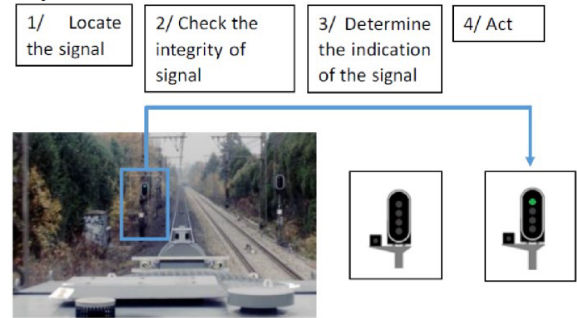 1/ Locate
the signal
2/ Check the
integrity of
signal
3/ Determine
the indication
of the signal
4/ Act